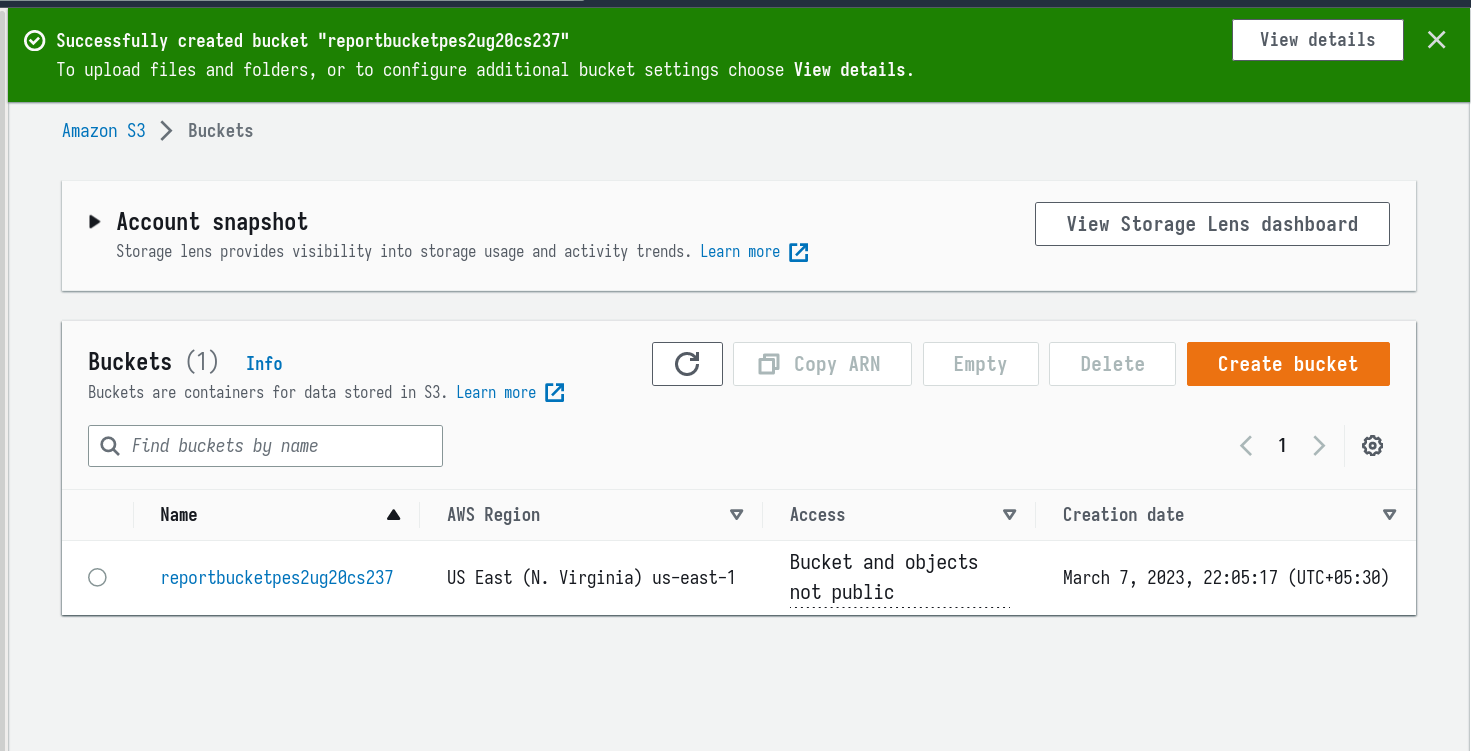 Successfully created bucket "reportbucketpes2ug20cs237"
View details
To upload files and folders, or to configure additional bucket settings choose View details.
Amazon S3 Buckets
Account snapshot
View Storage Lens dashboard
Storage lens provides visibility into storage usage and activity trends. Learn more
Buckets (1) Info
Copy ARN Empty Delete Create bucket
Buckets are containers for data stored in S3. Learn more
Find buckets by name
1
Name AWS Region Access Creation date
reportbucketpes2ug20cs237 US East (N. Virginia) us-east-1 Bucket and objects not public March 7, 2023, 22:05:17 (UTC+05:30)